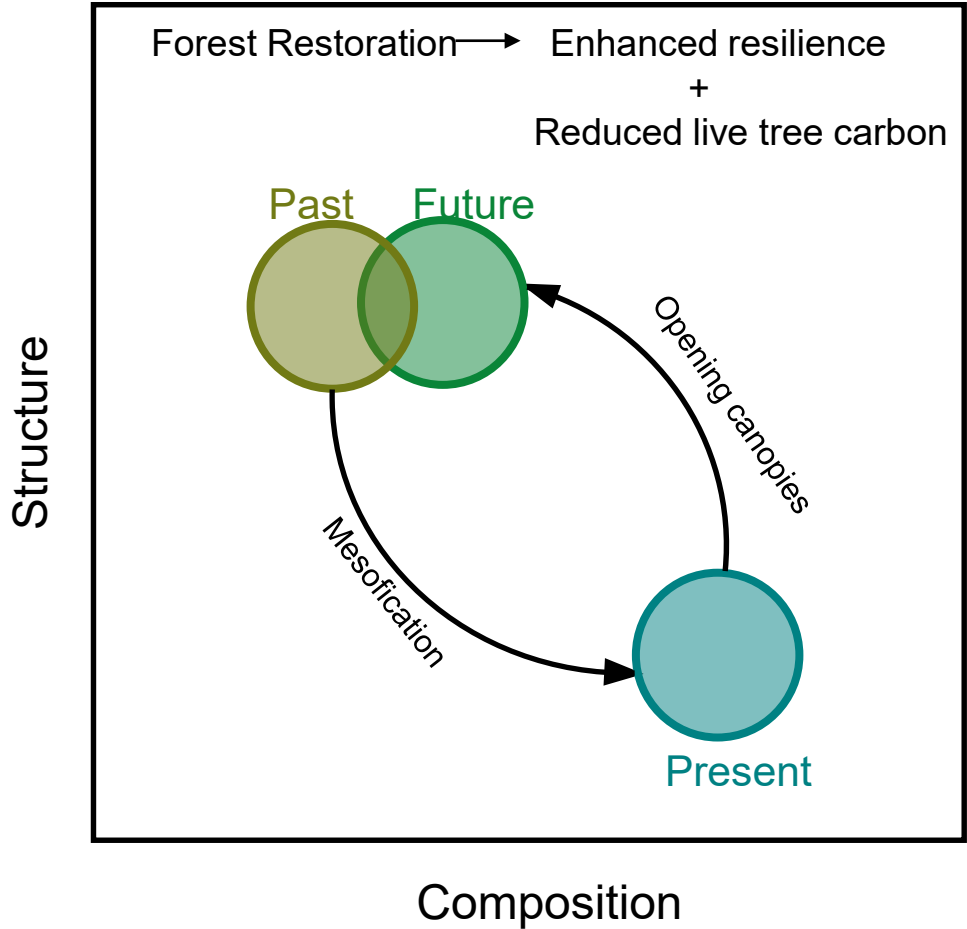 Forest Restoration → Enhanced resilience
+
Reduced live tree carbon
Past
Future
Opening canopies
Mesofication
Present
Structure
Composition